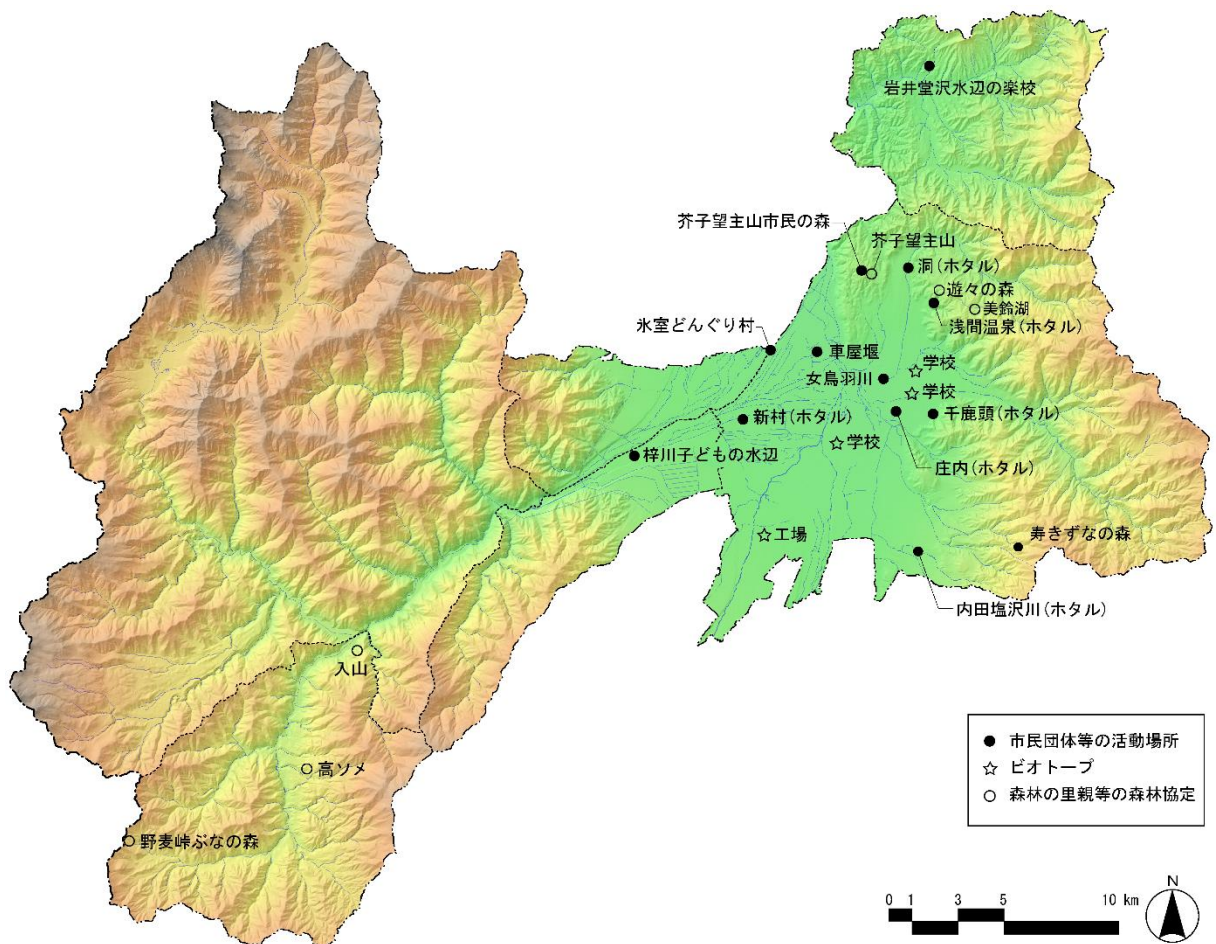 岩井堂沢水辺の楽校
芥子望主山市民の森
芥子望主山
洞(ホタル)
遊々の森
美鈴湖
浅間温泉(ホタル)
氷室どんぐり村
車屋堰
学校
女鳥羽川
学校
新村(ホタル)
千鹿頭(ホタル)
学校
梓川子どもの水辺
庄内(ホタル)
工場
寿きずなの森
内田塩沢川(ホタル)
入山
高ソメ
野麦峠ぶなの森
市民団体等の活動場所
ビオトープ
森林の里親等の森林協定
0 1 3 5 10 km
N